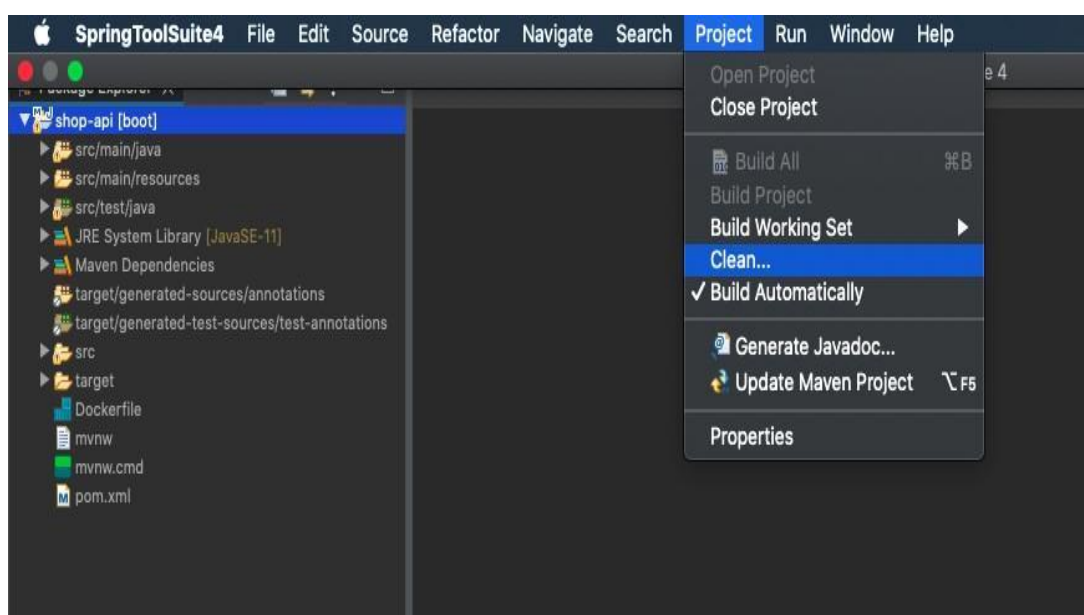 SpringToolSuite4 File Edit Source Refactor Navigate Search Project Run Window Help
e 4
Package Explorer
shop-api [boot]
src/main/java
src/main/resources
src/test/java
JRE System Library [JavaSE-11]
Maven Dependencies
target/generated-sources/annotations
target/generated-test-sources/test-annotations
src
target
Dockerfile
mvnw
mvnw.cmd
pom.xml
Open Project
Close Project
Build All ⌘B
Build Project
Build Working Set
Clean...
Build Automatically
Generate Javadoc...
Update Maven Project ⌥F5
Properties